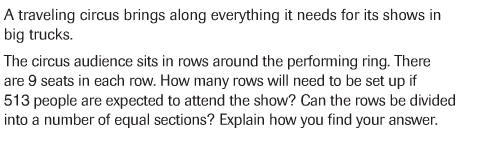 A traveling circus brings along everything it needs for its shows in
big trucks.
The circus audience sits in rows around the performing ring. There
are 9 seats in each row. How many rows will need to be set up if
513 people are expected to attend the show? Can the rows be divided
into a number of equal sections? Explain how you find your answer.